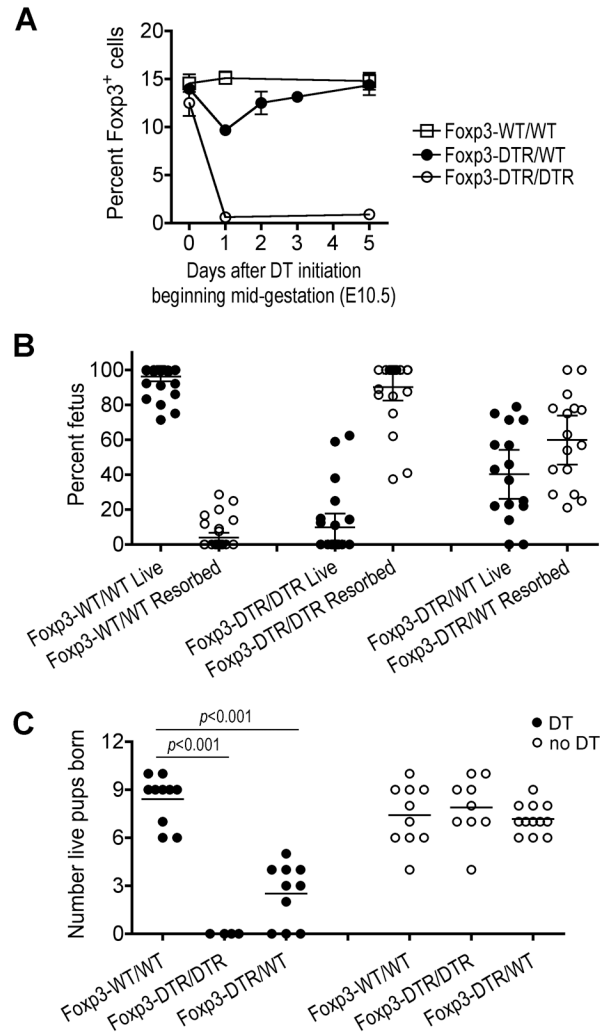 A
Percent Foxp3+ cells
20
15
10
5
0
0 1 2 3 4 5
Days after DT initiation
beginning mid-gestation (E10.5)
Foxp3-WT/WT
Foxp3-DTR/WT
Foxp3-DTR/DTR
B
Percent fetus
100
80
60
40
20
0
Foxp3-WT/WT Live
Foxp3-WT/WT Resorbed
Foxp3-DTR/DTR Live
Foxp3-DTR/DTR Resorbed
Foxp3-DTR/WT Live
Foxp3-DTR/WT Resorbed
C
Number live pups born
12
9
6
3
0
p<0.001
p<0.001
DT
no DT
Foxp3-WT/WT
Foxp3-DTR/DTR
Foxp3-DTR/WT
Foxp3-WT/WT
Foxp3-DTR/DTR
Foxp3-DTR/WT